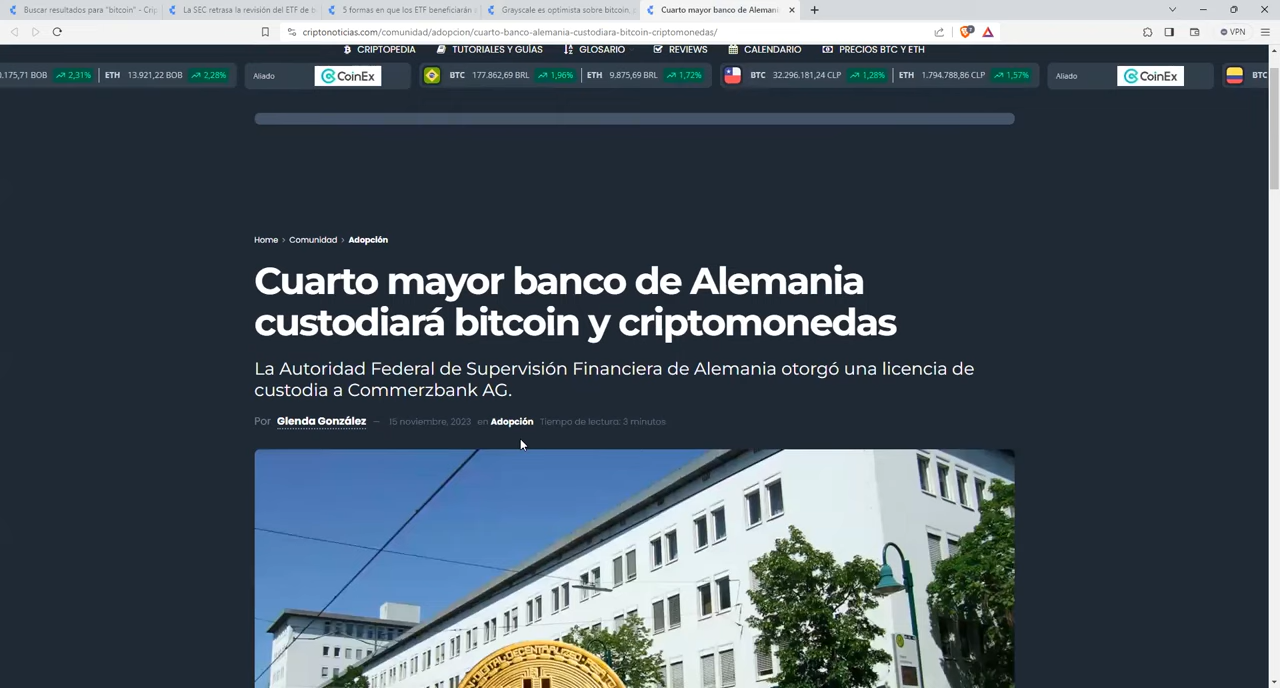 Buscar resultados para "bitcoin" - Crip
La SEC retrasa la revisión del ETF de b
5 formas en que los ETF beneficiarán
Grayscale es optimista sobre bitcoin,
Cuarto mayor banco de Alemani
criptonoticias.com/comunidad/adopcion/cuarto-banco-alemania-custodiara-bitcoin-criptomonedas/
VPN
CRIPTOPEDIA TUTORIALES Y GUÍAS GLOSARIO REVIEWS CALENDARIO PRECIOS BTC Y ETH
.175,71 BOB 2,31% ETH 13.921,22 BOB 2,28% Aliado CoinEx BTC 177.862,69 BRL 1,96% ETH 9.875,69 BRL 1,72% BTC 32.296.181,24 CLP 1,28% ETH 1.794.788,86 CLP 1,57% Aliado CoinEx BTC
Home > Comunidad > Adopción
Cuarto mayor banco de Alemania
custodiará bitcoin y criptomonedas
La Autoridad Federal de Supervisión Financiera de Alemania otorgó una licencia de
custodia a Commerzbank AG.
Por Glenda González — 15 noviembre, 2023 en Adopción Tiempo de lectura: 3 minutos
DIGITAL DECENTRALIZED